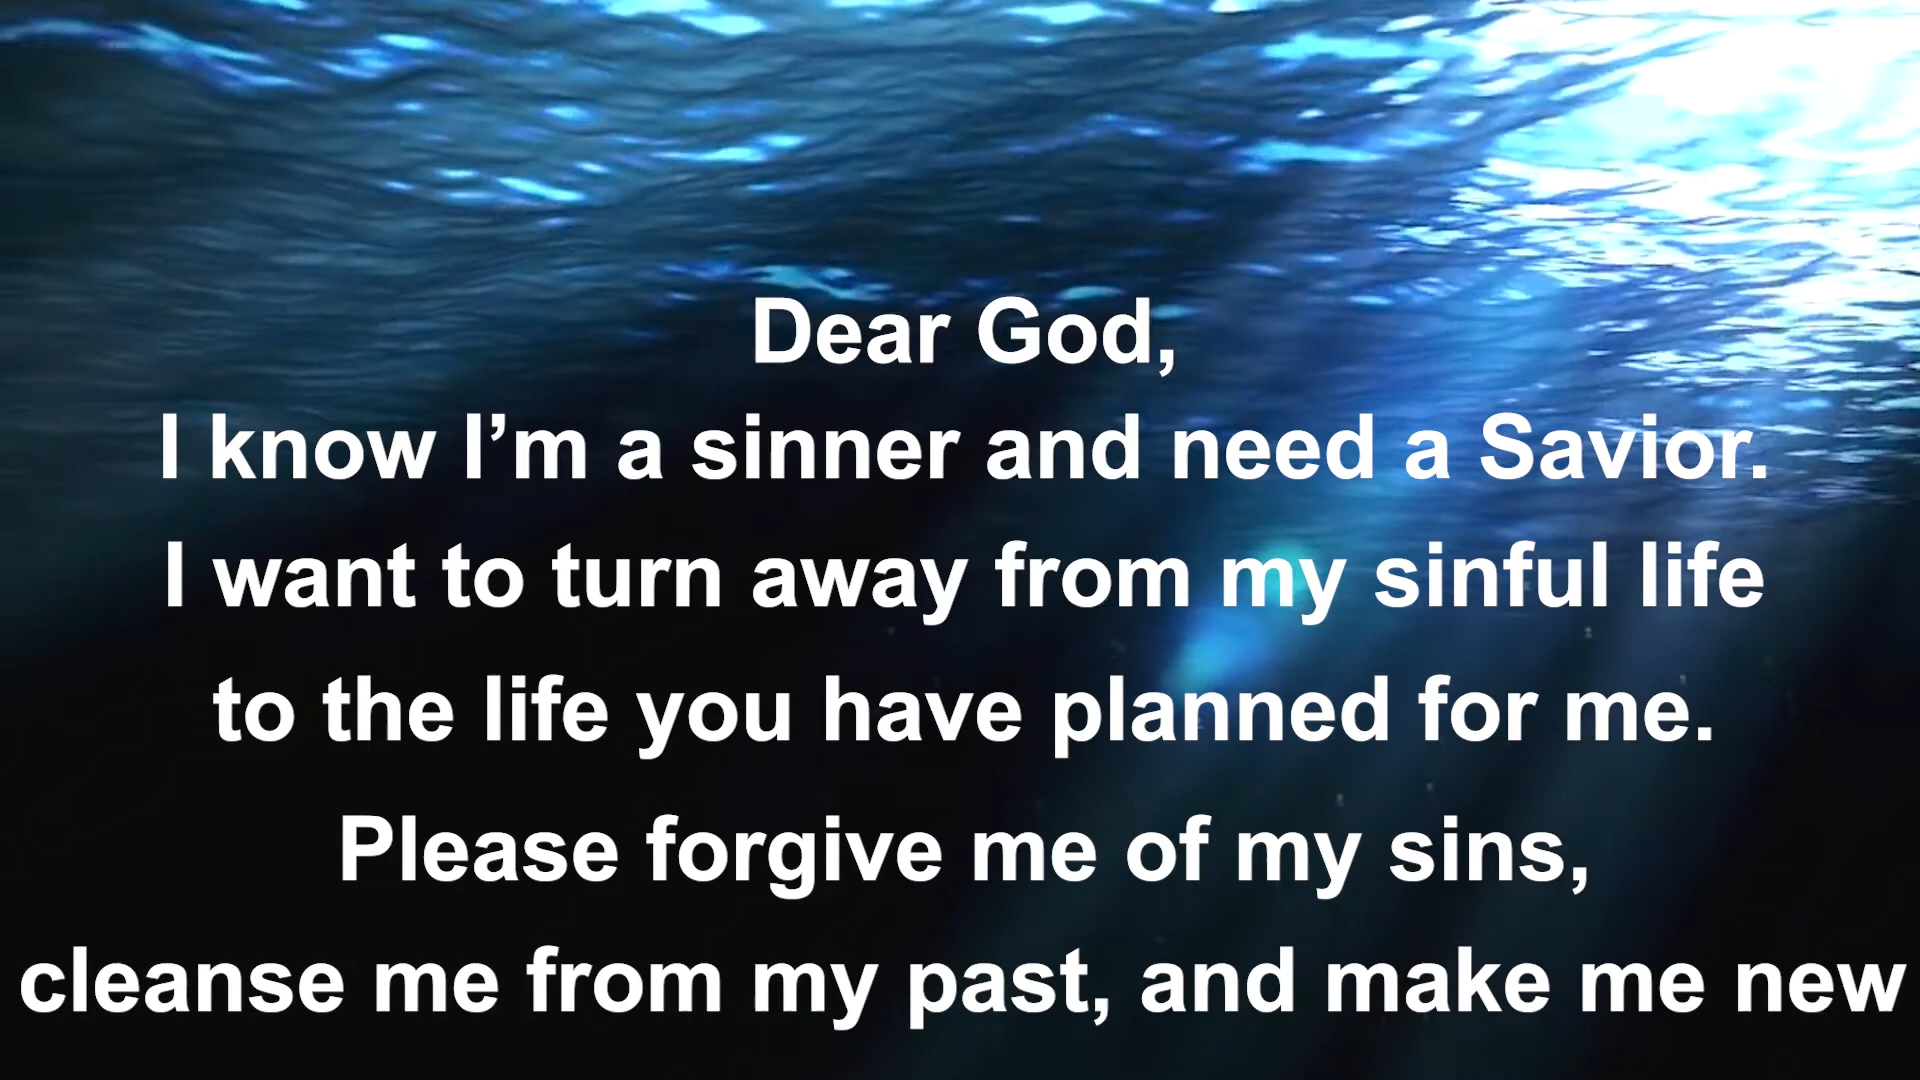 Dear God,
I know I’m a sinner and need a Savior.
I want to turn away from my sinful life
to the life you have planned for me.
Please forgive me of my sins,
cleanse me from my past, and make me new